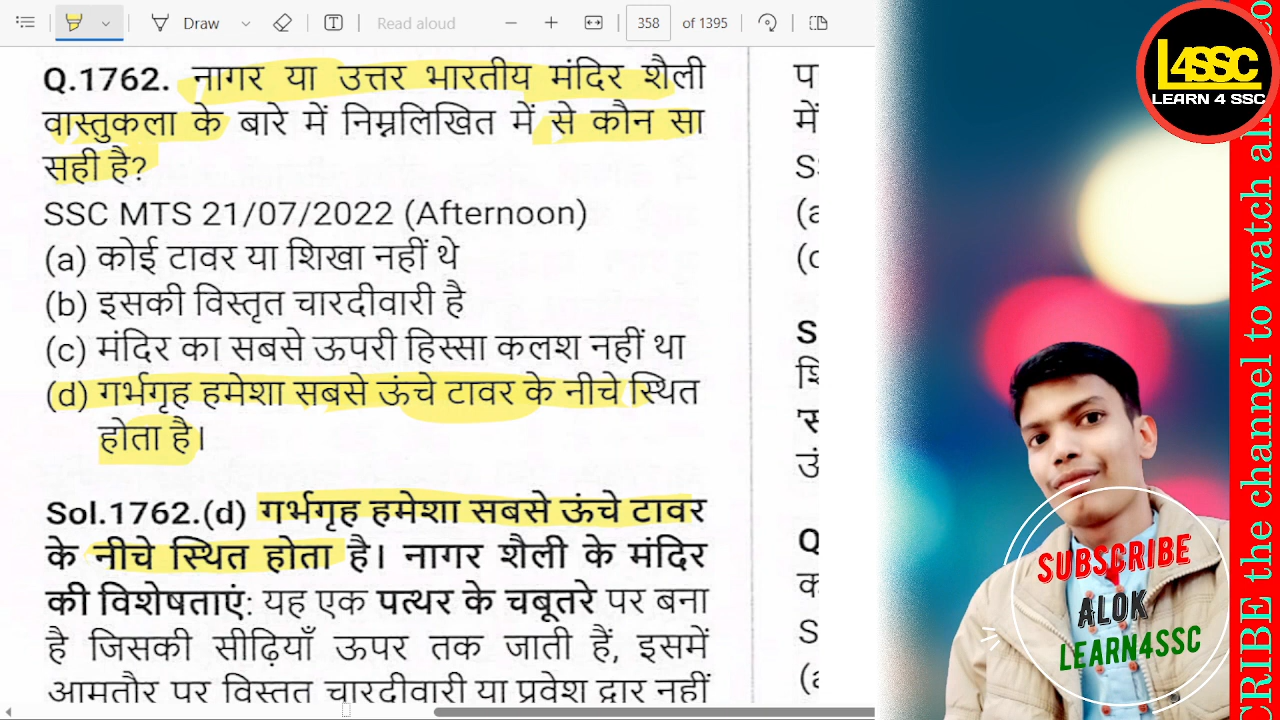 Draw
Read aloud
358 of 1395
Q.1762. नागर या उत्तर भारतीय मंदिर शैली
वास्तुकला के बारे में निम्नलिखित में से कौन सा
सही है?
SSC MTS 21/07/2022 (Afternoon)
(a) कोई टावर या शिखा नहीं थे
(b) इसकी विस्तृत चारदीवारी है
(c) मंदिर का सबसे ऊपरी हिस्सा कलश नहीं था
(d) गर्भगृह हमेशा सबसे ऊंचे टावर के नीचे स्थित
होता है।
Sol.1762.(d) गर्भगृह हमेशा सबसे ऊंचे टावर
के नीचे स्थित होता है। नागर शैली के मंदिर
की विशेषताएं: यह एक पत्थर के चबूतरे पर बना
है जिसकी सीढ़ियाँ ऊपर तक जाती हैं, इसमें
आमतौर पर विस्तृत चारदीवारी या प्रवेश द्वार नहीं
में
(a
(c
S
Q
S
(a
L4SSC
LEARN 4 SSC
SUBSCRIBE
ALOK
LEARN4SSC
CRIBE the channel to watch all